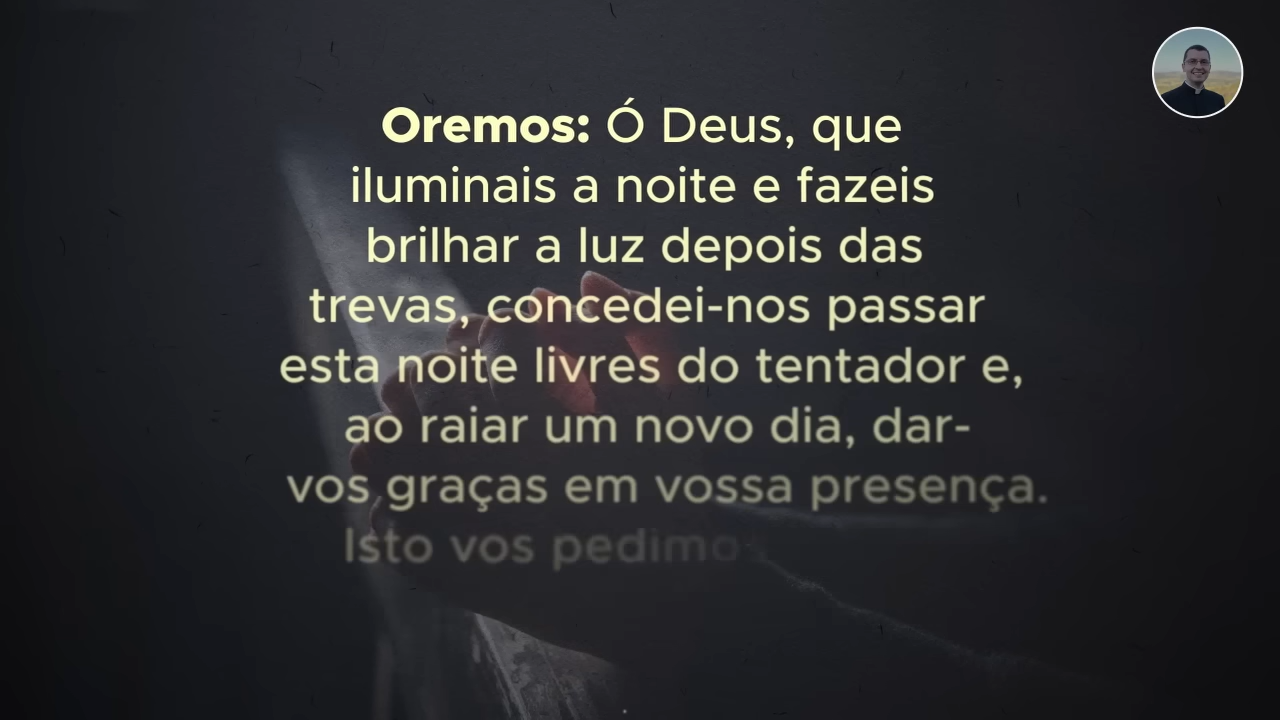 Oremos: Ó Deus, que
iluminais a noite e fazeis
brilhar a luz depois das
trevas, concedei-nos passar
esta noite livres do tentador e,
ao raiar um novo dia, dar-
vos graças em vossa presença.
Isto vos pedimos